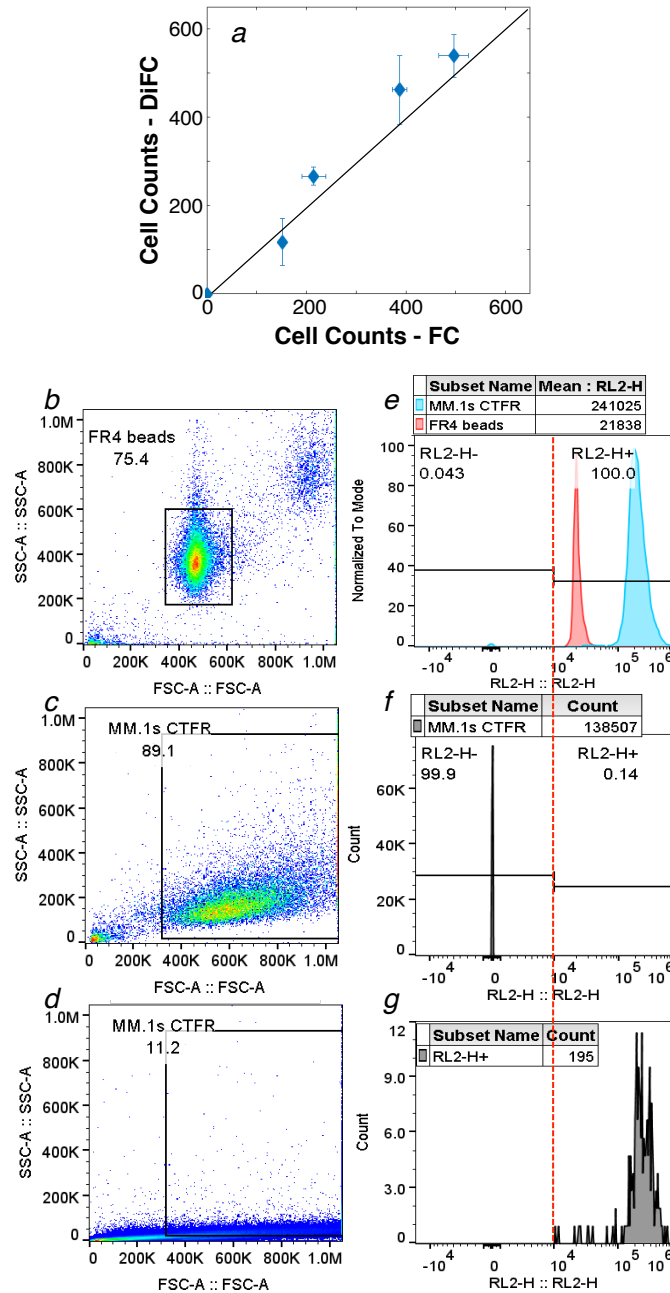 a
600
400
200
0
Cell Counts - DiFC
0 200 400 600
Cell Counts - FC
b
1.0M
800K
600K
400K
200K
0
SSC-A :: SSC-A
FR4 beads
75.4
0 200K 400K 600K 800K 1.0M
FSC-A :: FSC-A
e
Subset Name Mean : RL2-H
MM.1s CTFR 241025
FR4 beads 21838
100
80
60
40
20
0
Normalized To Mode
RL2-H-
0.043
RL2-H+
100.0
-10^4 10^4 10^5 10^6
RL2-H :: RL2-H
c
1.0M
800K
600K
400K
200K
0
SSC-A :: SSC-A
MM.1s CTFR
89.1
0 200K 400K 600K 800K 1.0M
FSC-A :: FSC-A
f
Subset Name Count
MM.1s CTFR 138507
RL2-H-
99.9
RL2-H+
0.14
60K
40K
20K
0
Count
-10^4 10^4 10^5 10^6
RL2-H :: RL2-H
d
1.0M
800K
600K
400K
200K
0
SSC-A :: SSC-A
MM.1s CTFR
11.2
0 200K 400K 600K 800K 1.0M
FSC-A :: FSC-A
g
Subset Name Count
RL2-H+ 195
12
9.0
6.0
3.0
0
Count
-10^4 10^4 10^5 10^6
RL2-H :: RL2-H